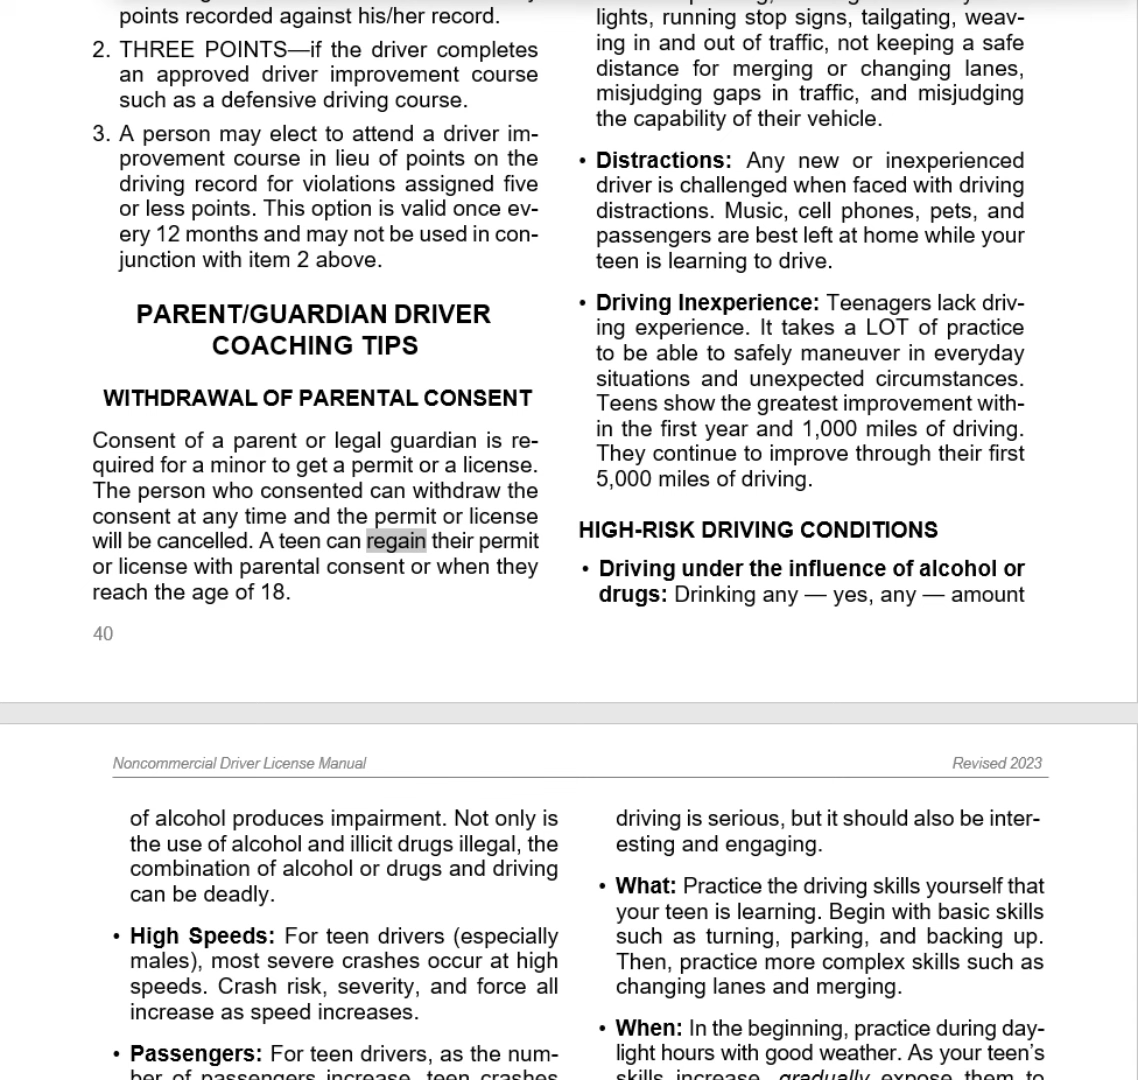 points recorded against his/her record.
2. THREE POINTS—if the driver completes
an approved driver improvement course
such as a defensive driving course.
3. A person may elect to attend a driver im-
provement course in lieu of points on the
driving record for violations assigned five
or less points. This option is valid once ev-
ery 12 months and may not be used in con-
junction with item 2 above.
PARENT/GUARDIAN DRIVER
COACHING TIPS
WITHDRAWAL OF PARENTAL CONSENT
Consent of a parent or legal guardian is re-
quired for a minor to get a permit or a license.
The person who consented can withdraw the
consent at any time and the permit or license
will be cancelled. A teen can regain their permit
or license with parental consent or when they
reach the age of 18.
40
lights, running stop signs, tailgating, weav-
ing in and out of traffic, not keeping a safe
distance for merging or changing lanes,
misjudging gaps in traffic, and misjudging
the capability of their vehicle.
• Distractions: Any new or inexperienced
driver is challenged when faced with driving
distractions. Music, cell phones, pets, and
passengers are best left at home while your
teen is learning to drive.
• Driving Inexperience: Teenagers lack driv-
ing experience. It takes a LOT of practice
to be able to safely maneuver in everyday
situations and unexpected circumstances.
Teens show the greatest improvement with-
in the first year and 1,000 miles of driving.
They continue to improve through their first
5,000 miles of driving.
HIGH-RISK DRIVING CONDITIONS
• Driving under the influence of alcohol or
drugs: Drinking any — yes, any — amount
Noncommercial Driver License Manual
Revised 2023
of alcohol produces impairment. Not only is
the use of alcohol and illicit drugs illegal, the
combination of alcohol or drugs and driving
can be deadly.
• High Speeds: For teen drivers (especially
males), most severe crashes occur at high
speeds. Crash risk, severity, and force all
increase as speed increases.
• Passengers: For teen drivers, as the num-
ber of passengers increase, teen crashes
driving is serious, but it should also be inter-
esting and engaging.
• What: Practice the driving skills yourself that
your teen is learning. Begin with basic skills
such as turning, parking, and backing up.
Then, practice more complex skills such as
changing lanes and merging.
• When: In the beginning, practice during day-
light hours with good weather. As your teen's
skills increase, gradually expose them to